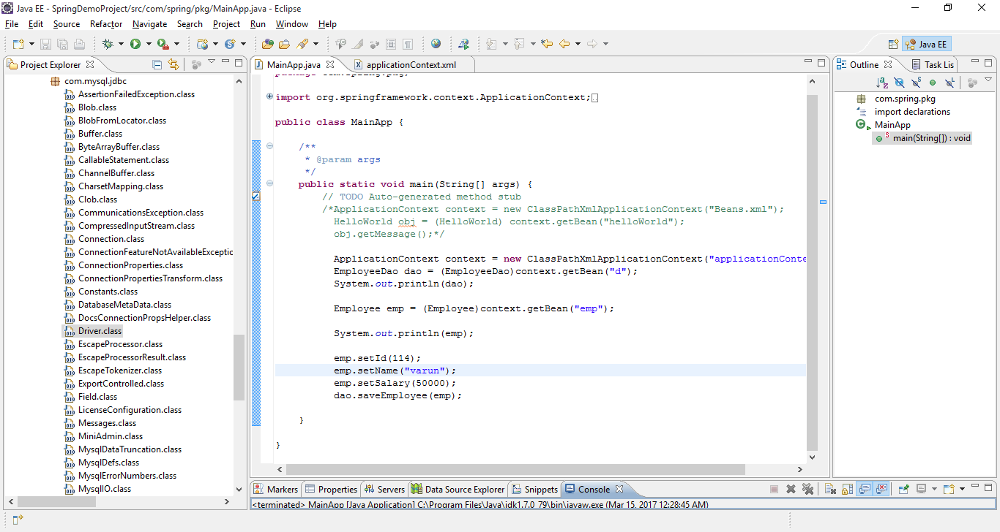 Java EE - SpringDemoProject/src/com/spring/pkg/MainApp.java - Eclipse
File Edit Source Refactor Navigate Search Project Run Window Help
Java EE
Project Explorer
com.mysql.jdbc
AssertionFailedException.class
Blob.class
BlobFromLocator.class
Buffer.class
ByteArrayBuffer.class
CallableStatement.class
ChannelBuffer.class
CharsetMapping.class
Clob.class
CommunicationsException.class
CompressedInputStream.class
Connection.class
ConnectionFeatureNotAvailableExceptic
ConnectionProperties.class
ConnectionPropertiesTransform.class
Constants.class
DatabaseMetaData.class
DocsConnectionPropsHelper.class
Driver.class
EscapeProcessor.class
EscapeProcessorResult.class
EscapeTokenizer.class
ExportControlled.class
Field.class
LicenseConfiguration.class
Messages.class
MiniAdmin.class
MysqlDataTruncation.class
MysqlDefs.class
MysqlErrorNumbers.class
MysqlIO.class
MainApp.java applicationContext.xml
package com.spring.pkg;
import org.springframework.context.ApplicationContext;
public class MainApp {
/**
* @param args
*/
public static void main(String[] args) {
// TODO Auto-generated method stub
/*ApplicationContext context = new ClassPathXmlApplicationContext("Beans.xml");
HelloWorld obj = (HelloWorld) context.getBean("helloWorld");
obj.getMessage();*/
ApplicationContext context = new ClassPathXmlApplicationContext("applicationConte
EmployeeDao dao = (EmployeeDao)context.getBean("d");
System.out.println(dao);
Employee emp = (Employee)context.getBean("emp");
System.out.println(emp);
emp.setId(114);
emp.setName("varun");
emp.setSalary(50000);
dao.saveEmployee(emp);
}
}
Outline Task Lis
com.spring.pkg
import declarations
MainApp
main(String[]) : void
Markers Properties Servers Data Source Explorer Snippets Console
<terminated> MainApp [Java Application] C:\Program Files\Java\jdk1.7.0_79\bin\javaw.exe (Mar 15, 2017 12:28:45 AM)